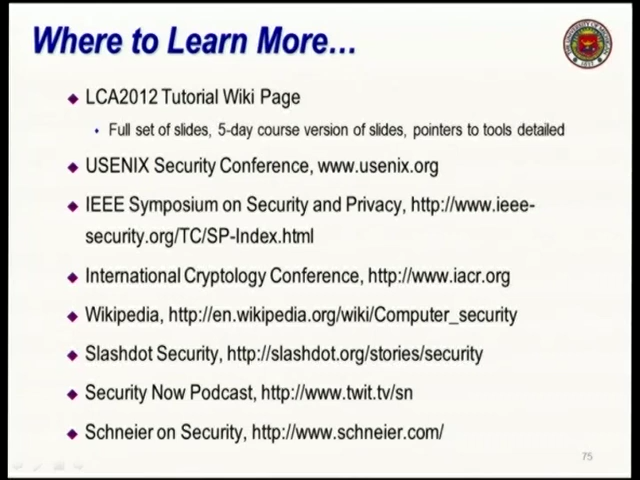 Where to Learn More...
LCA2012 Tutorial Wiki Page
Full set of slides, 5-day course version of slides, pointers to tools detailed
USENIX Security Conference, www.usenix.org
IEEE Symposium on Security and Privacy, http://www.ieee-
security.org/TC/SP-Index.html
International Cryptology Conference, http://www.iacr.org
Wikipedia, http://en.wikipedia.org/wiki/Computer_security
Slashdot Security, http://slashdot.org/stories/security
Security Now Podcast, http://www.twit.tv/sn
Schneier on Security, http://www.schneier.com/
75